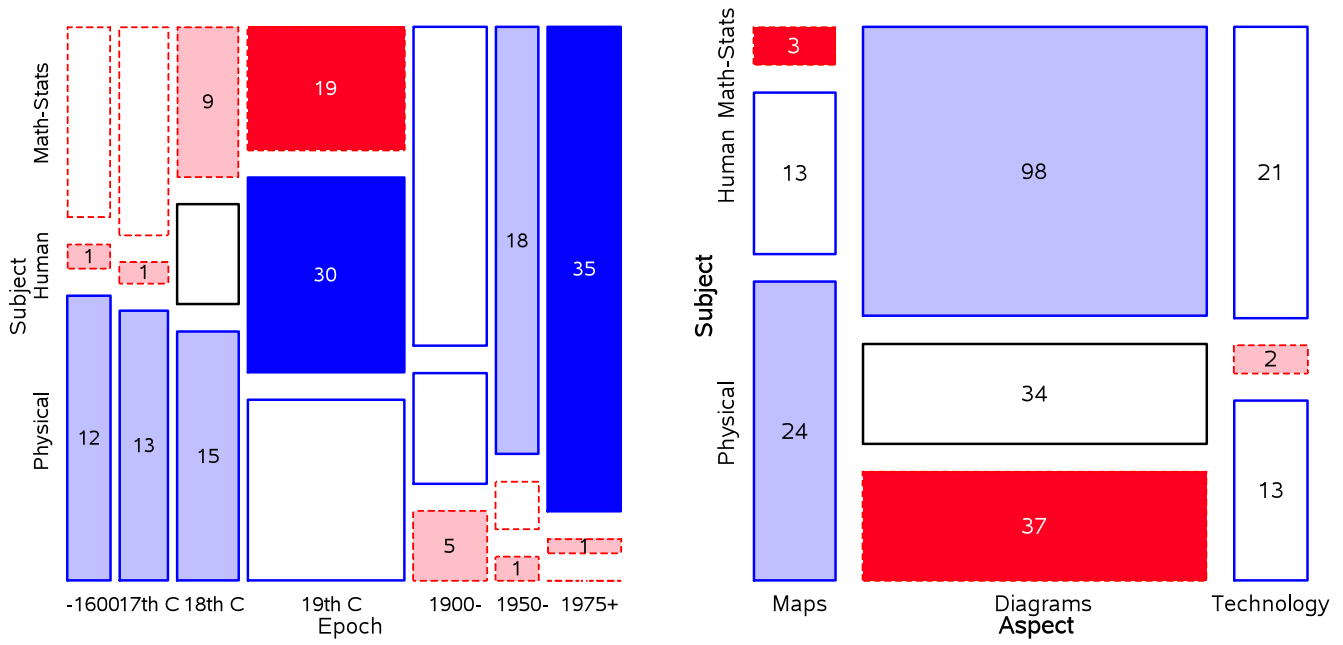 Math-Stats
Human
Physical
Subject
9
19
1
1
30
18
35
12
13
15
5
1
1
-1600
17th C
18th C
19th C
1900-
1950-
1975+
Epoch
Math-Stats
Human
Physical
Subject
3
13
98
21
24
34
2
37
13
Maps
Diagrams
Technology
Aspect